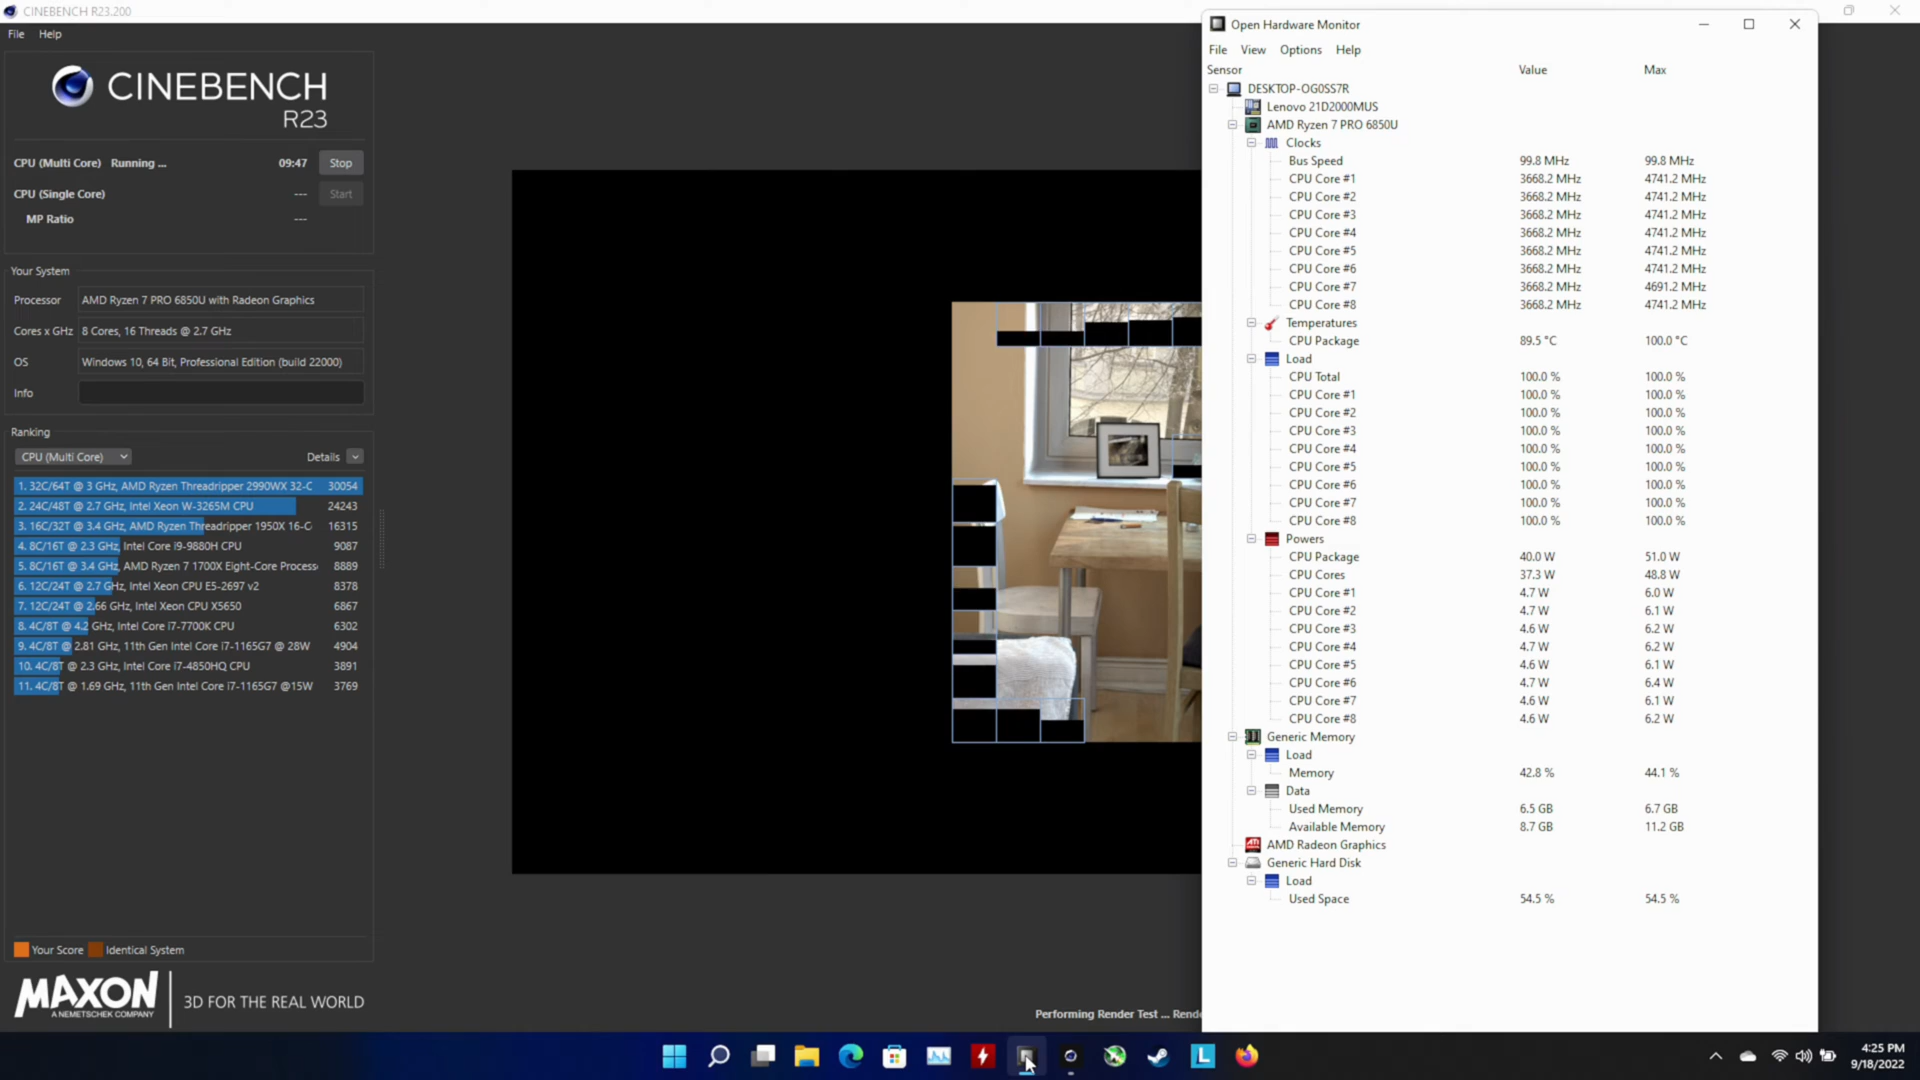 CINEBENCH R23.200
File Help
CINEBENCH
R23
CPU (Multi Core) Running ... 09:47 Stop
CPU (Single Core) --- Start
MP Ratio ---
Your System
Processor AMD Ryzen 7 PRO 6850U with Radeon Graphics
Cores x GHz 8 Cores, 16 Threads @ 2.7 GHz
OS Windows 10, 64 Bit, Professional Edition (build 22000)
Info
Ranking
CPU (Multi Core) Details
1. 32C/64T @ 3 GHz, AMD Ryzen Threadripper 2990WX 32-C 30054
2. 24C/48T @ 2.7 GHz, Intel Xeon W-3265M CPU 24243
3. 16C/32T @ 3.4 GHz, AMD Ryzen Threadripper 1950X 16-C 16315
4. 8C/16T @ 2.3 GHz, Intel Core i9-9880H CPU 9087
5. 8C/16T @ 3.4 GHz, AMD Ryzen 7 1700X Eight-Core Process 8889
6. 12C/24T @ 2.7 GHz, Intel Xeon CPU E5-2697 v2 8378
7. 12C/24T @ 2.66 GHz, Intel Xeon CPU X5650 6867
8. 4C/8T @ 4.2 GHz, Intel Core i7-7700K CPU 6302
9. 4C/8T @ 2.81 GHz, 11th Gen Intel Core i7-1165G7 @ 28W 4904
10. 4C/8T @ 2.3 GHz, Intel Core i7-4850HQ CPU 3891
11. 4C/8T @ 1.69 GHz, 11th Gen Intel Core i7-1165G7 @15W 3769
Your Score Identical System
MAXON
A NEMETSCHEK COMPANY
3D FOR THE REAL WORLD
Performing Render Test ... Rende
Open Hardware Monitor
File View Options Help
Sensor Value Max
DESKTOP-OG0SS7R
Lenovo 21D2000MUS
AMD Ryzen 7 PRO 6850U
Clocks
Bus Speed 99.8 MHz 99.8 MHz
CPU Core #1 3668.2 MHz 4741.2 MHz
CPU Core #2 3668.2 MHz 4741.2 MHz
CPU Core #3 3668.2 MHz 4741.2 MHz
CPU Core #4 3668.2 MHz 4741.2 MHz
CPU Core #5 3668.2 MHz 4741.2 MHz
CPU Core #6 3668.2 MHz 4741.2 MHz
CPU Core #7 3668.2 MHz 4691.2 MHz
CPU Core #8 3668.2 MHz 4741.2 MHz
Temperatures
CPU Package 89.5 °C 100.0 °C
Load
CPU Total 100.0 % 100.0 %
CPU Core #1 100.0 % 100.0 %
CPU Core #2 100.0 % 100.0 %
CPU Core #3 100.0 % 100.0 %
CPU Core #4 100.0 % 100.0 %
CPU Core #5 100.0 % 100.0 %
CPU Core #6 100.0 % 100.0 %
CPU Core #7 100.0 % 100.0 %
CPU Core #8 100.0 % 100.0 %
Powers
CPU Package 40.0 W 51.0 W
CPU Cores 37.3 W 48.8 W
CPU Core #1 4.7 W 6.0 W
CPU Core #2 4.7 W 6.1 W
CPU Core #3 4.6 W 6.2 W
CPU Core #4 4.7 W 6.2 W
CPU Core #5 4.6 W 6.1 W
CPU Core #6 4.7 W 6.4 W
CPU Core #7 4.6 W 6.1 W
CPU Core #8 4.6 W 6.2 W
Generic Memory
Load
Memory 42.8 % 44.1 %
Data
Used Memory 6.5 GB 6.7 GB
Available Memory 8.7 GB 11.2 GB
AMD Radeon Graphics
Generic Hard Disk
Load
Used Space 54.5 % 54.5 %
4:25 PM
9/18/2022